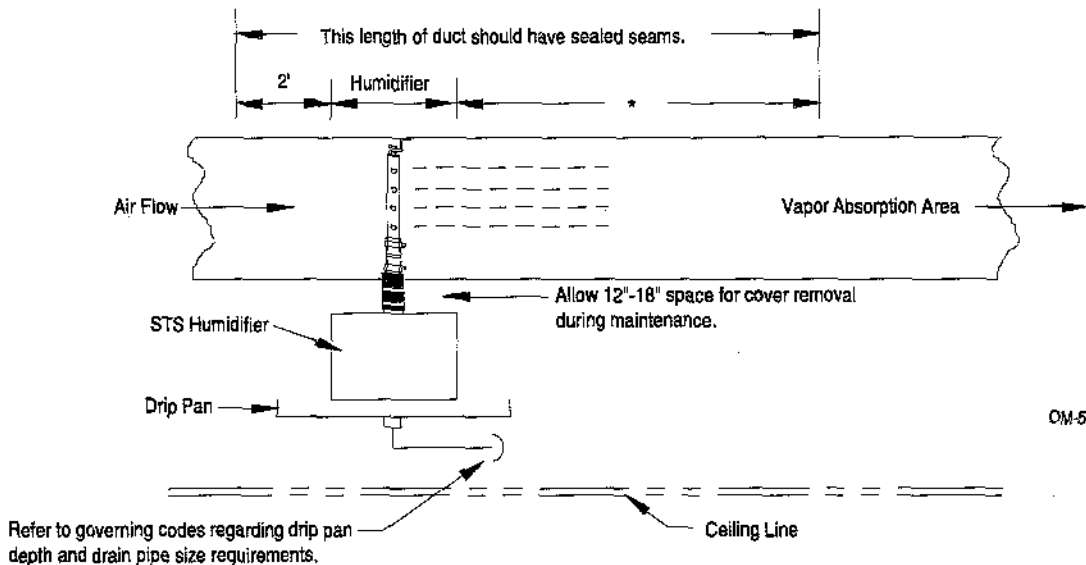 This length of duct should have sealed seams.
2'
Humidifier
*
Air Flow
Vapor Absorption Area
Allow 12"-18" space for cover removal
during maintenance.
STS Humidifier
Drip Pan
OM-5
Refer to governing codes regarding drip pan
depth and drain pipe size requirements.
Ceiling Line